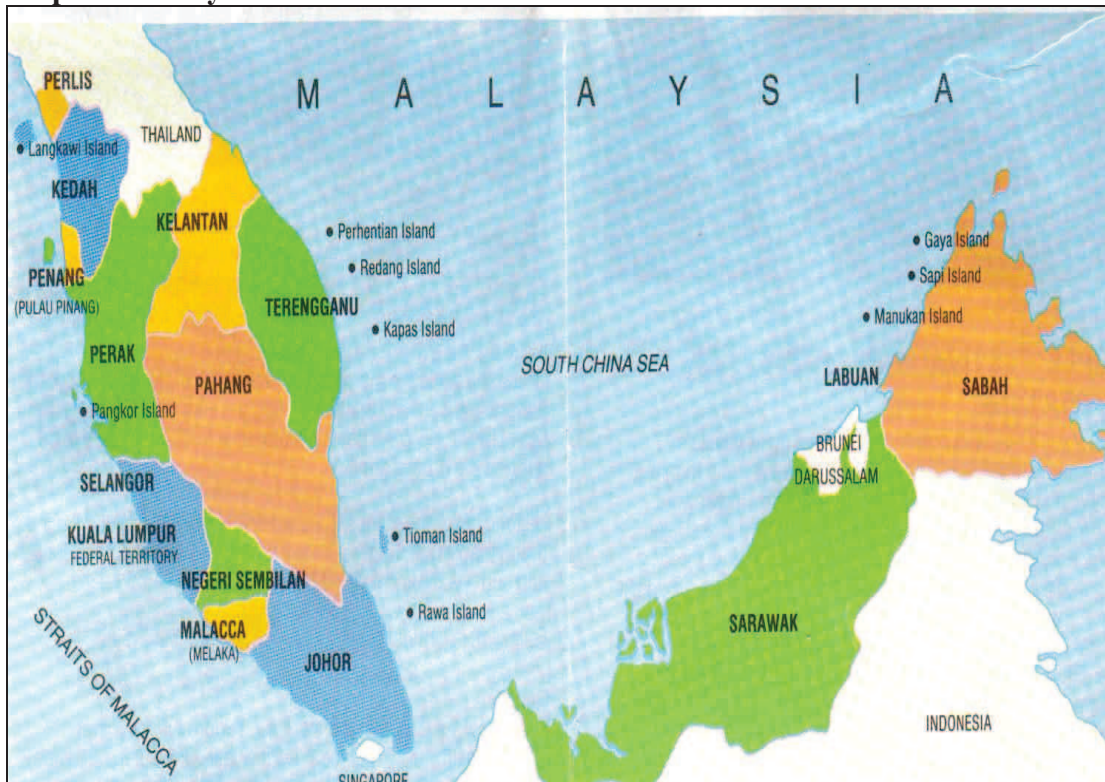 M A L A Y S I A
PERLIS
THAILAND
Langkawi Island
KEDAH
KELANTAN
Perhentian Island
Gaya Island
PENANG
(PULAU PINANG)
Redang Island
Sapi Island
TERENGGANU
Kapas Island
Manukan Island
PERAK
PAHANG
SOUTH CHINA SEA
LABUAN
SABAH
Pangkor Island
BRUNEI
DARUSSALAM
SELANGOR
KUALA LUMPUR
FEDERAL TERRITORY
Tioman Island
NEGERI SEMBILAN
Rawa Island
MALACCA
(MELAKA)
SARAWAK
STRAITS OF MALACCA
JOHOR
INDONESIA
SINGAPORE